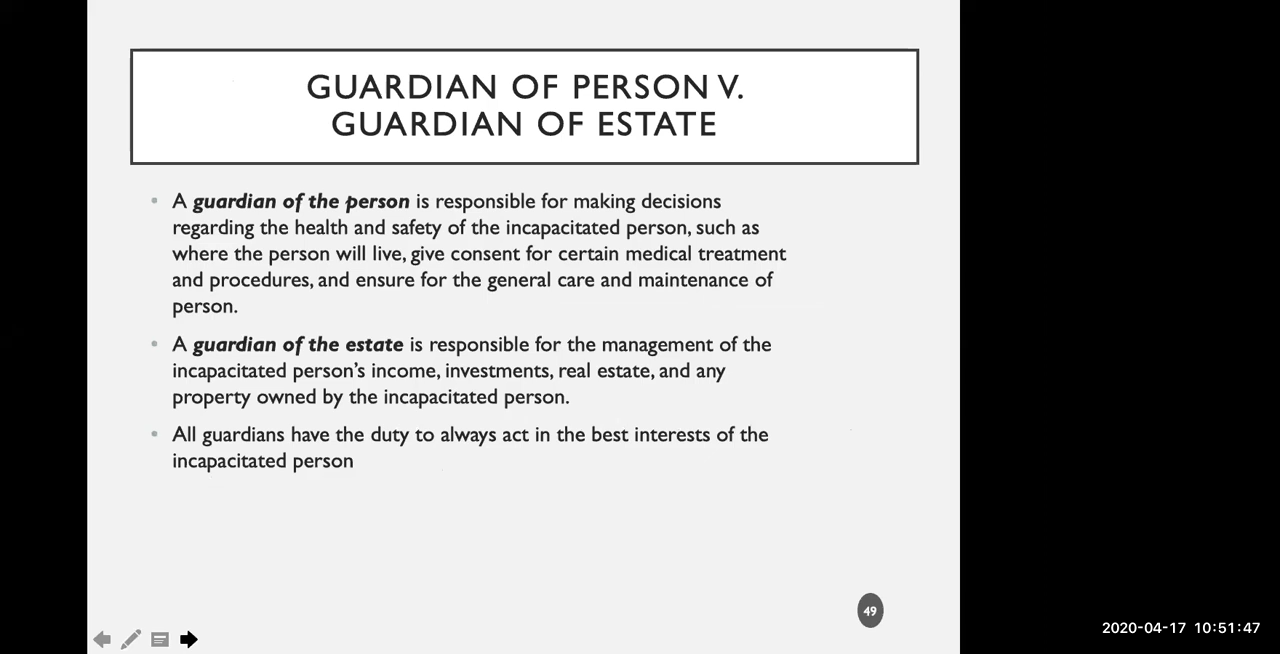 GUARDIAN OF PERSON V.
GUARDIAN OF ESTATE
• A guardian of the person is responsible for making decisions
regarding the health and safety of the incapacitated person, such as
where the person will live, give consent for certain medical treatment
and procedures, and ensure for the general care and maintenance of
person.
• A guardian of the estate is responsible for the management of the
incapacitated person’s income, investments, real estate, and any
property owned by the incapacitated person.
• All guardians have the duty to always act in the best interests of the
incapacitated person
49
2020-04-17 10:51:47